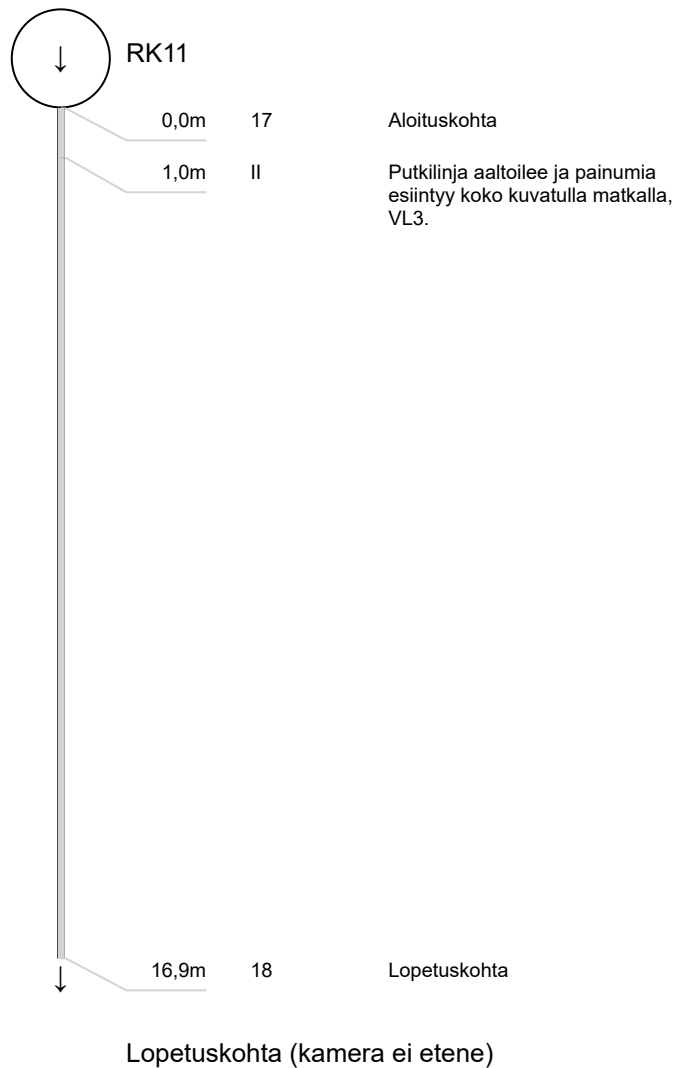 ↓ RK11
0,0m 17 Aloituskohta
1,0m II Putkilinja aaltoilee ja painumia
esiintyy koko kuvatulla matkalla,
VL3.
↓ 16,9m 18 Lopetuskohta
Lopetuskohta (kamera ei etene)